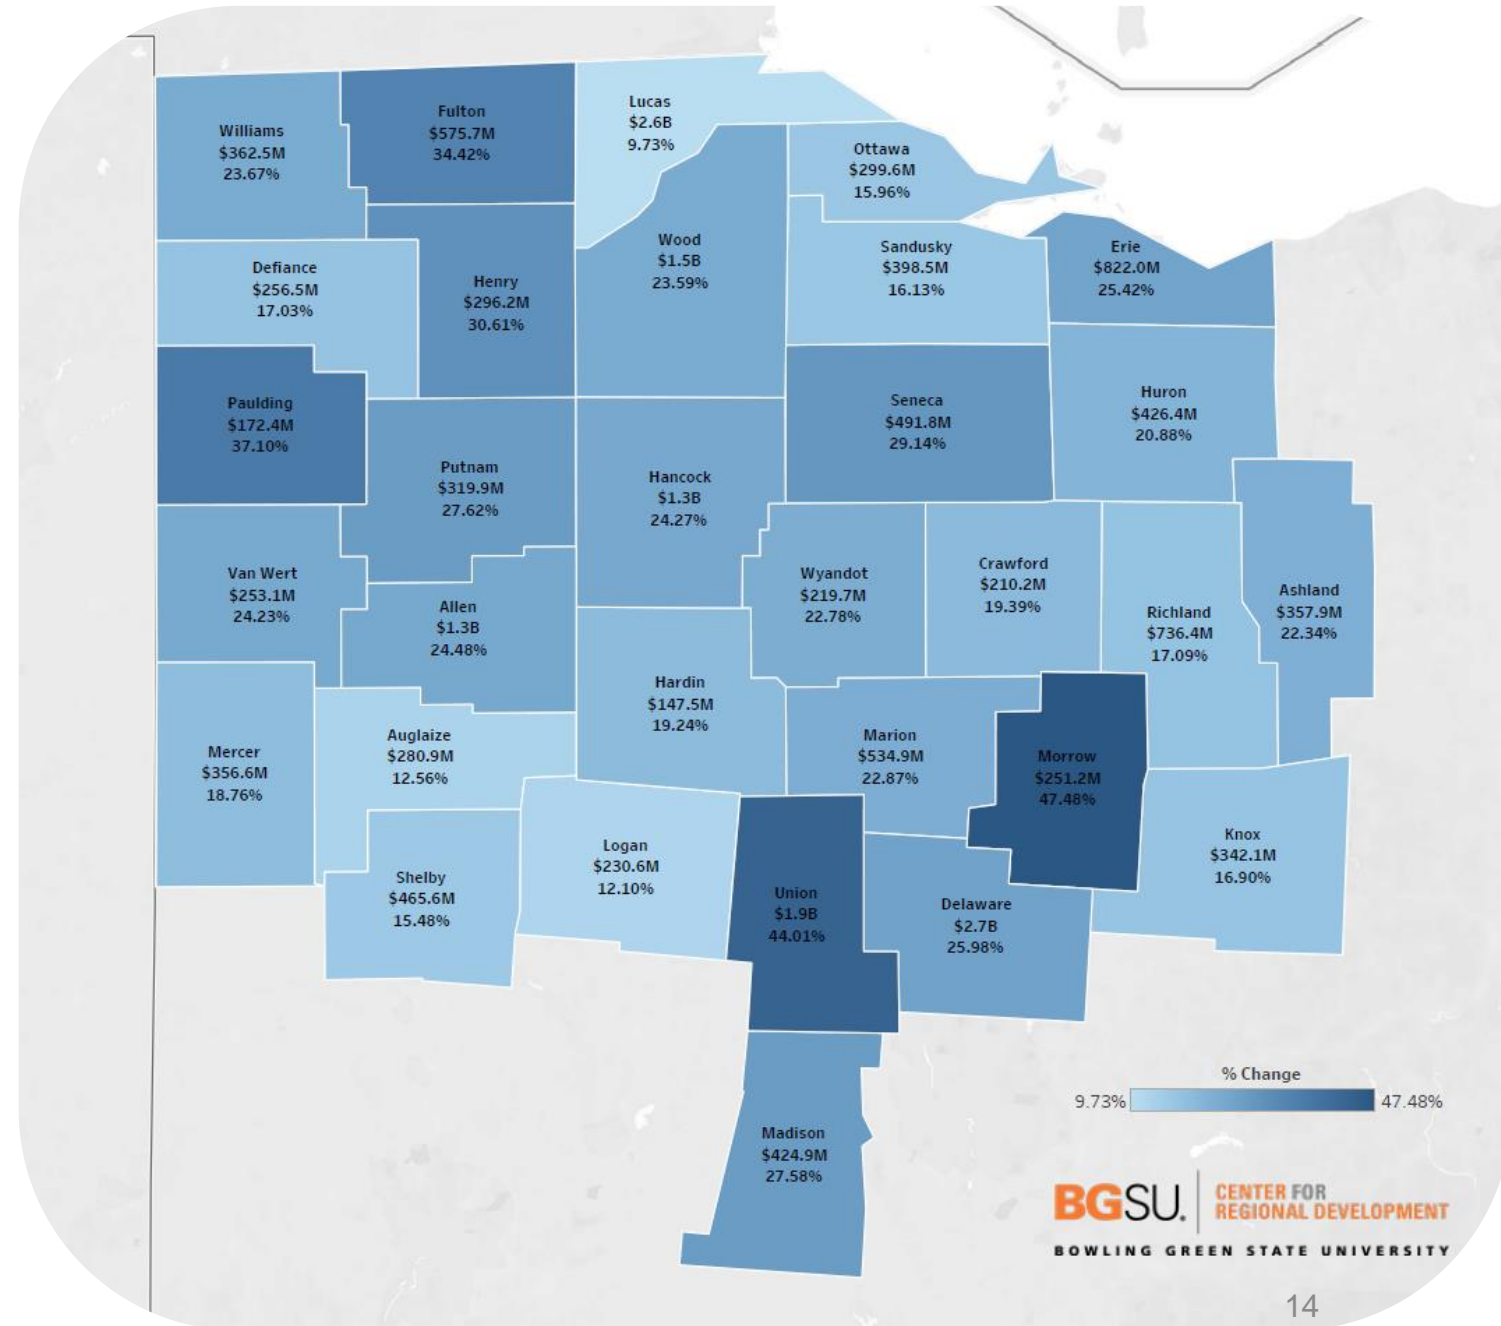 Williams
$362.5M
23.67%
Fulton
$575.7M
34.42%
Lucas
$2.6B
9.73%
Ottawa
$299.6M
15.96%
Defiance
$256.5M
17.03%
Henry
$296.2M
30.61%
Wood
$1.5B
23.59%
Sandusky
$398.5M
16.13%
Erie
$822.0M
25.42%
Paulding
$172.4M
37.10%
Putnam
$319.9M
27.62%
Hancock
$1.3B
24.27%
Seneca
$491.8M
29.14%
Huron
$426.4M
20.88%
Van Wert
$253.1M
24.23%
Allen
$1.3B
24.48%
Wyandot
$219.7M
22.78%
Crawford
$210.2M
19.39%
Richland
$736.4M
17.09%
Ashland
$357.9M
22.34%
Mercer
$356.6M
18.76%
Auglaize
$280.9M
12.56%
Hardin
$147.5M
19.24%
Marion
$534.9M
22.87%
Morrow
$251.2M
47.48%
Shelby
$465.6M
15.48%
Logan
$230.6M
12.10%
Union
$1.9B
44.01%
Delaware
$2.7B
25.98%
Knox
$342.1M
16.90%
Madison
$424.9M
27.58%
% Change
9.73% 47.48%
BGSU. CENTER FOR
REGIONAL DEVELOPMENT
BOWLING GREEN STATE UNIVERSITY
14